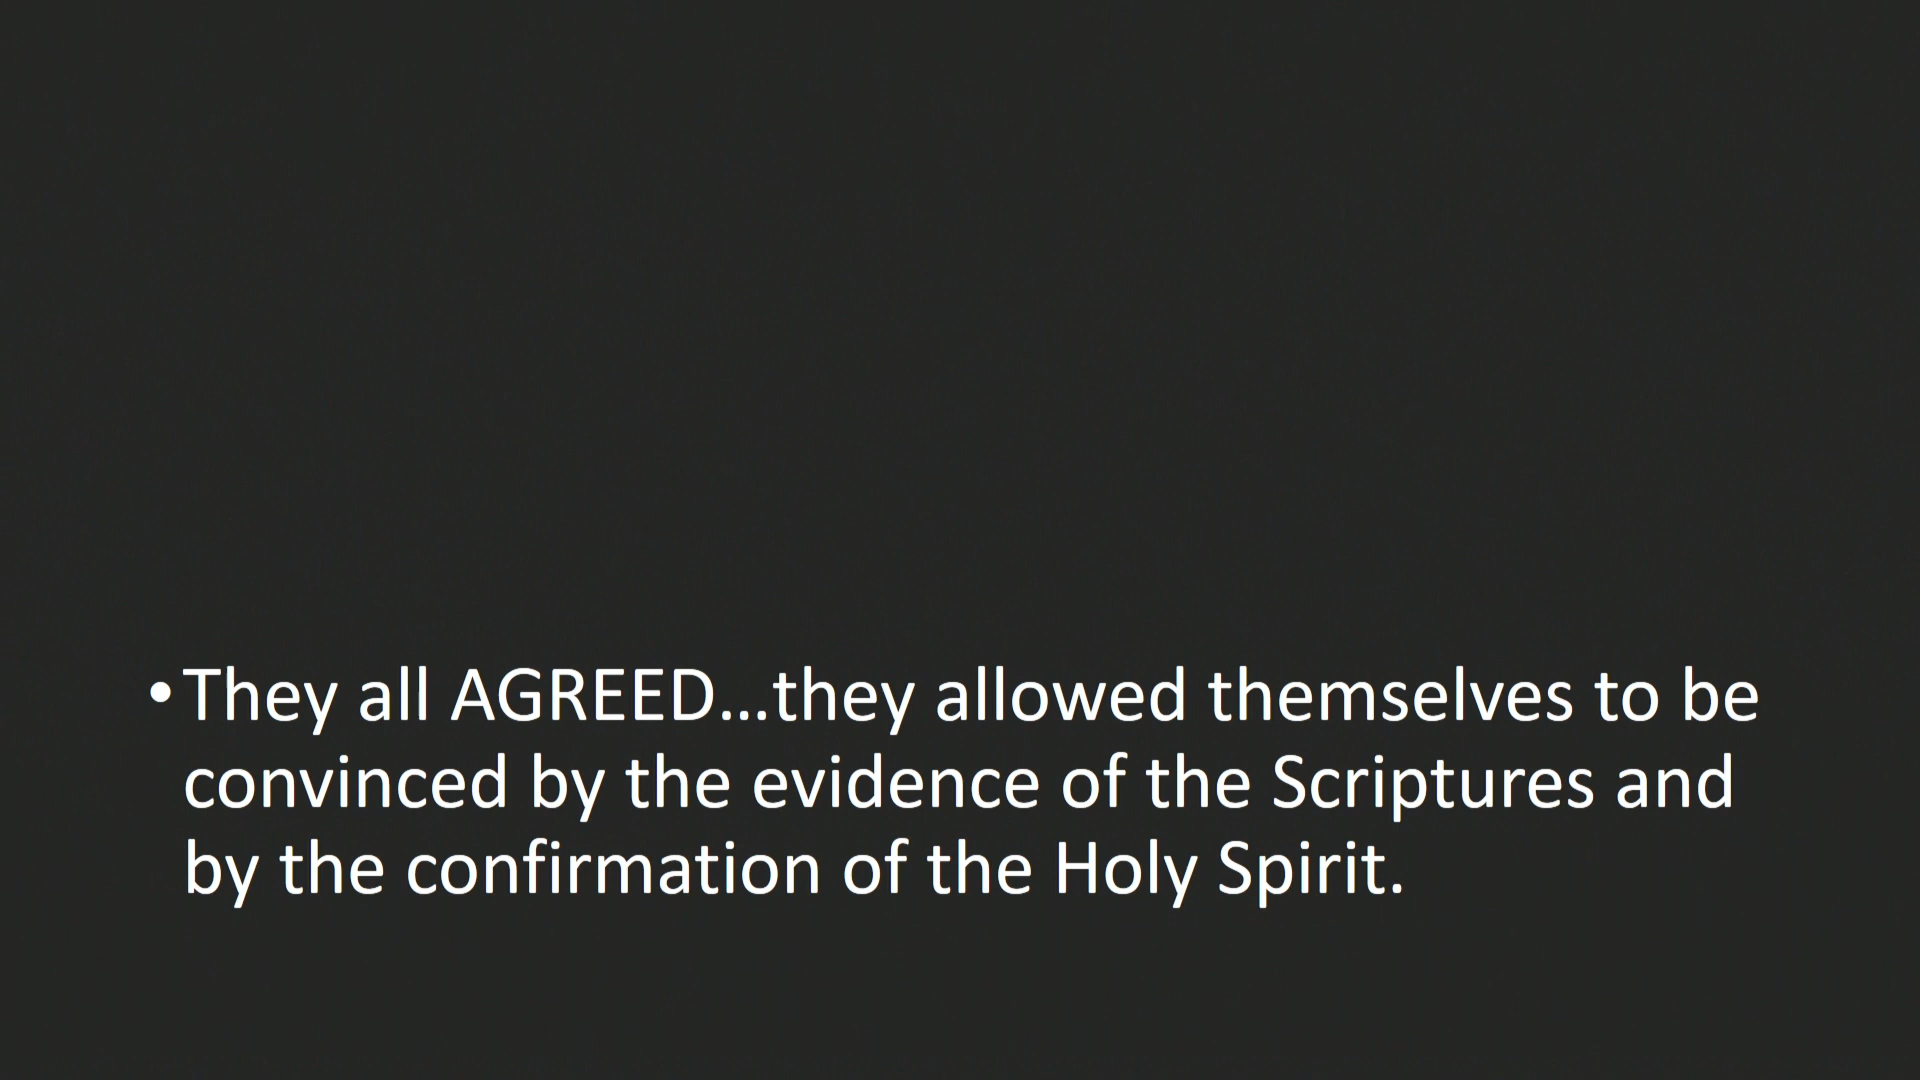 •They all AGREED...they allowed themselves to be
convinced by the evidence of the Scriptures and
by the confirmation of the Holy Spirit.